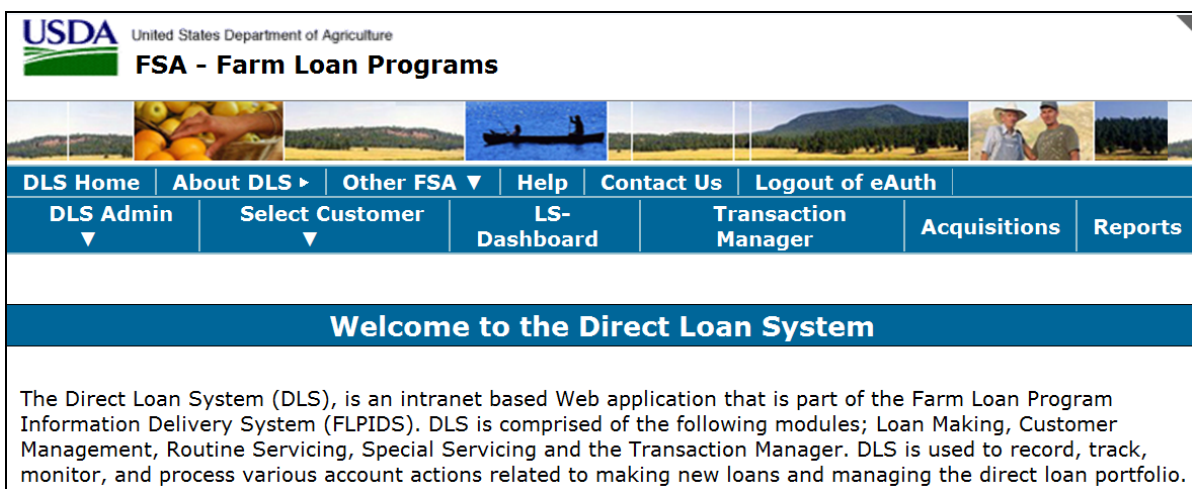 USDA
United States Department of Agriculture
FSA - Farm Loan Programs
DLS Home About DLS ▸ Other FSA ▼ Help Contact Us Logout of eAuth
DLS Admin ▼ Select Customer ▼ LS-Dashboard Transaction Manager Acquisitions Reports
Welcome to the Direct Loan System
The Direct Loan System (DLS), is an intranet based Web application that is part of the Farm Loan Program
Information Delivery System (FLPIDS). DLS is comprised of the following modules; Loan Making, Customer
Management, Routine Servicing, Special Servicing and the Transaction Manager. DLS is used to record, track,
monitor, and process various account actions related to making new loans and managing the direct loan portfolio.